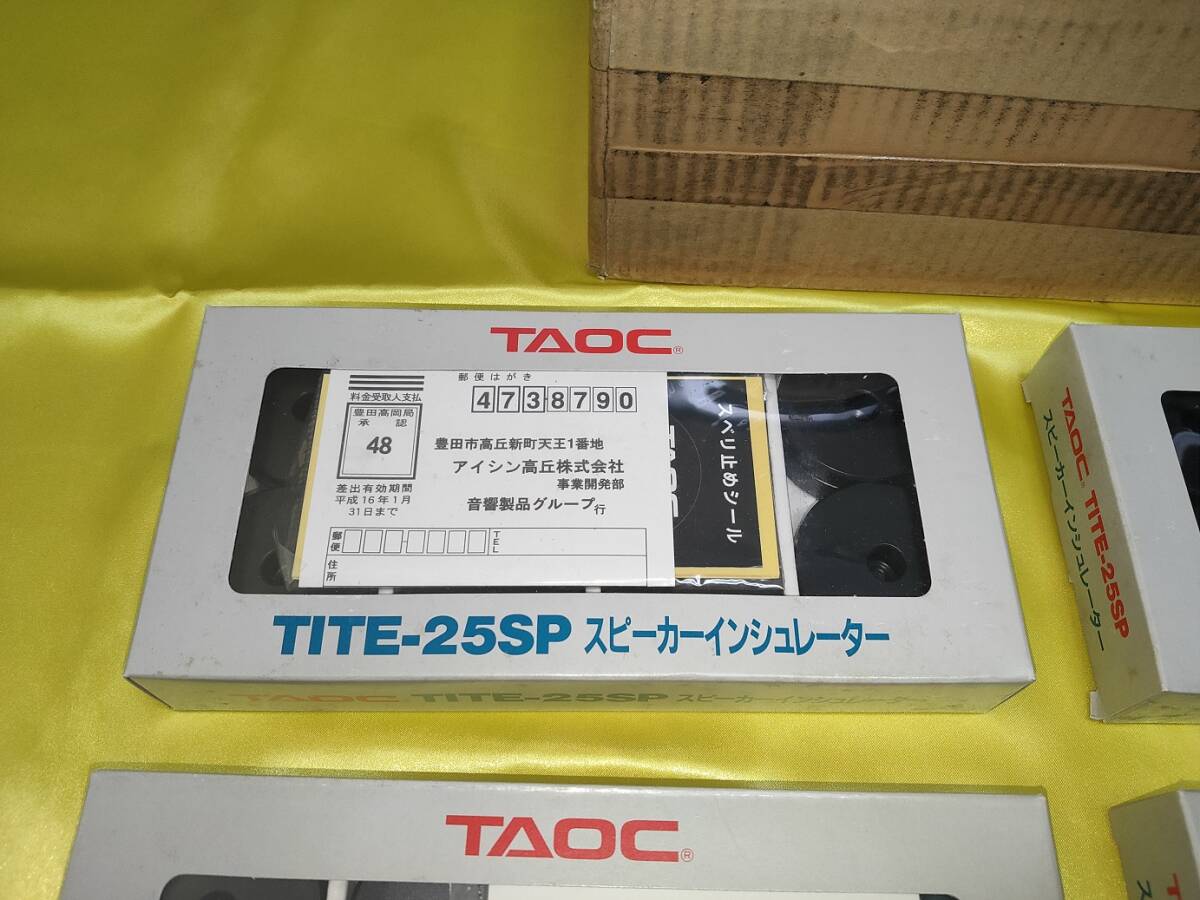 TAOC®
郵便はがき
料金受取人支払
4738790
豊田高岡局
承認
48
差出有効期間
平成16年1月
31日まで
豊田市高丘新町天王1番地
アイシン高丘株式会社
事業開発部
音響製品グループ行
郵便
TEL
住所
スベリ止めシール
TITE-25SP スピーカーインシュレーター
TAOC TITE-25SP スピーカーインシュレーター
TAOC® TITE-25SP
スピーカーインシュレーター
TAOC®
TA
ス